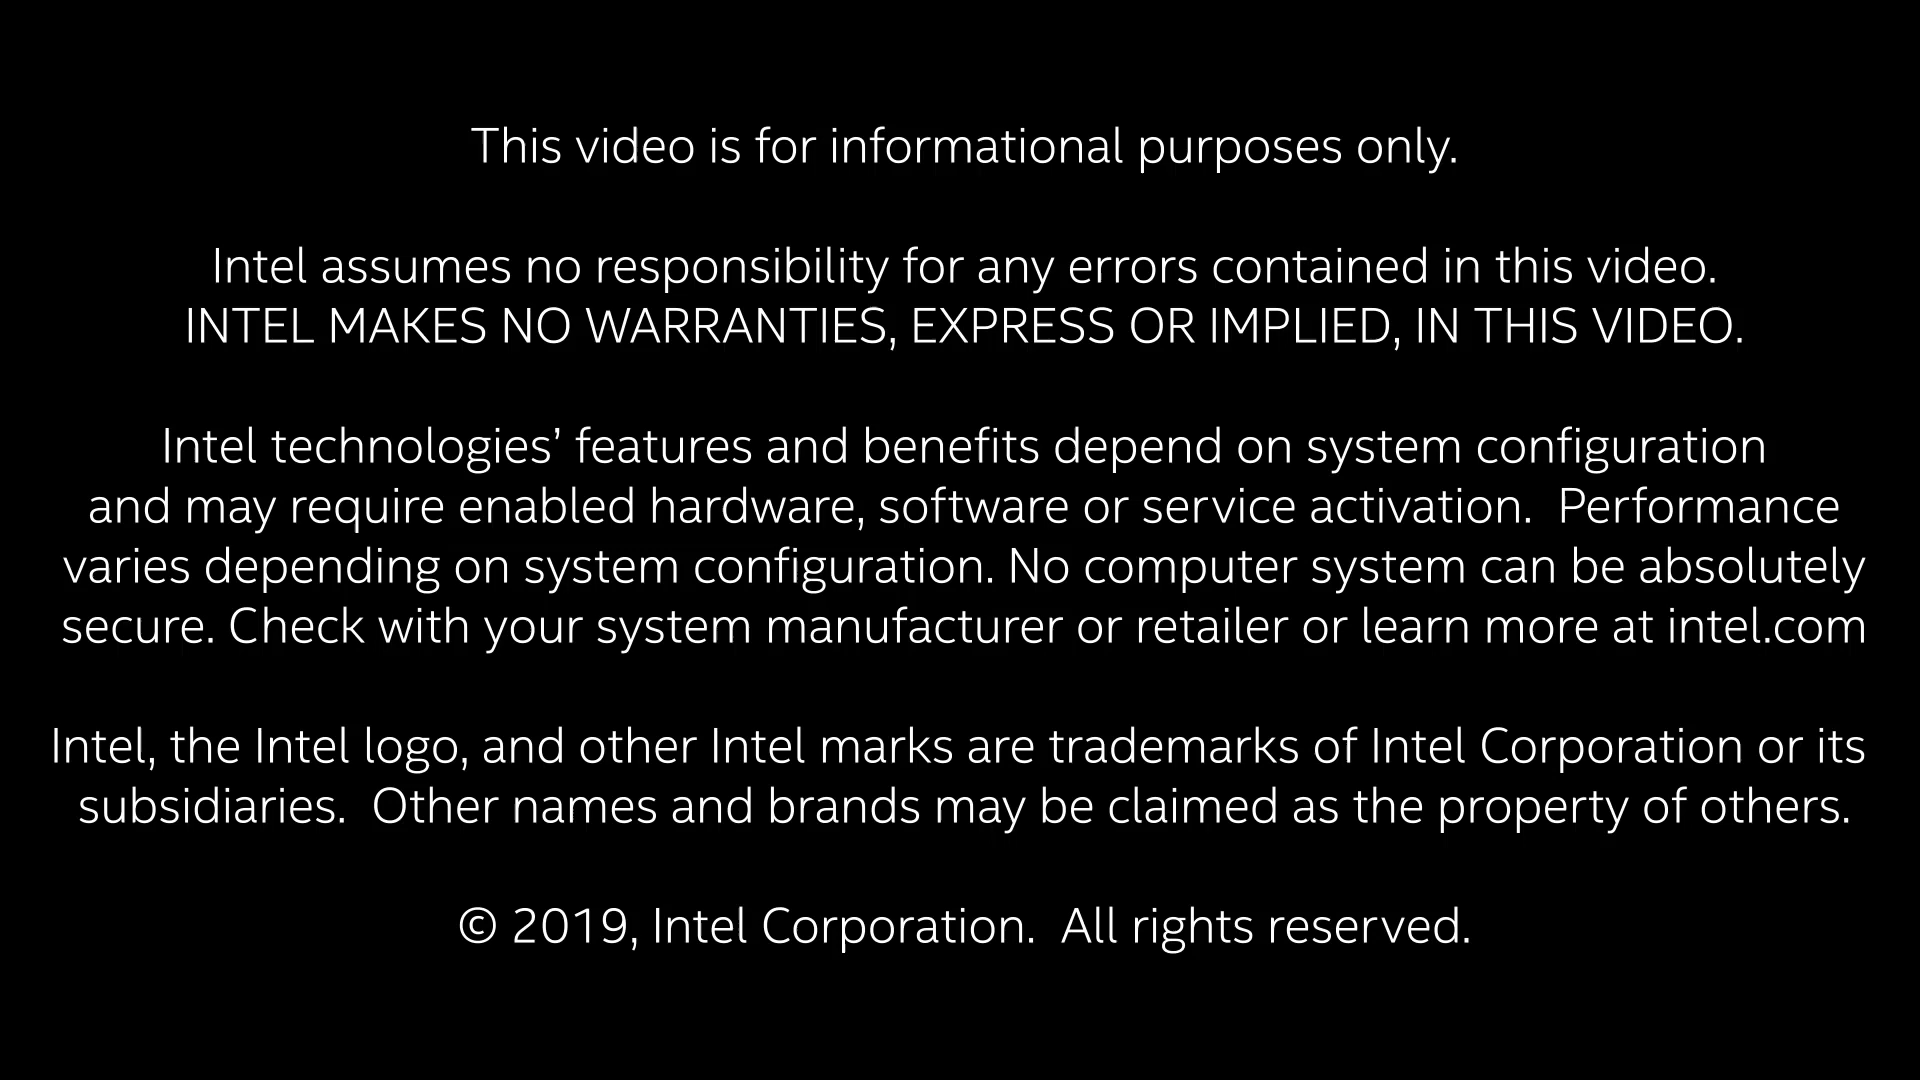 This video is for informational purposes only.
Intel assumes no responsibility for any errors contained in this video.
INTEL MAKES NO WARRANTIES, EXPRESS OR IMPLIED, IN THIS VIDEO.
Intel technologies’ features and benefits depend on system configuration
and may require enabled hardware, software or service activation.  Performance
varies depending on system configuration. No computer system can be absolutely
secure. Check with your system manufacturer or retailer or learn more at intel.com
Intel, the Intel logo, and other Intel marks are trademarks of Intel Corporation or its
subsidiaries.  Other names and brands may be claimed as the property of others.
© 2019, Intel Corporation.  All rights reserved.